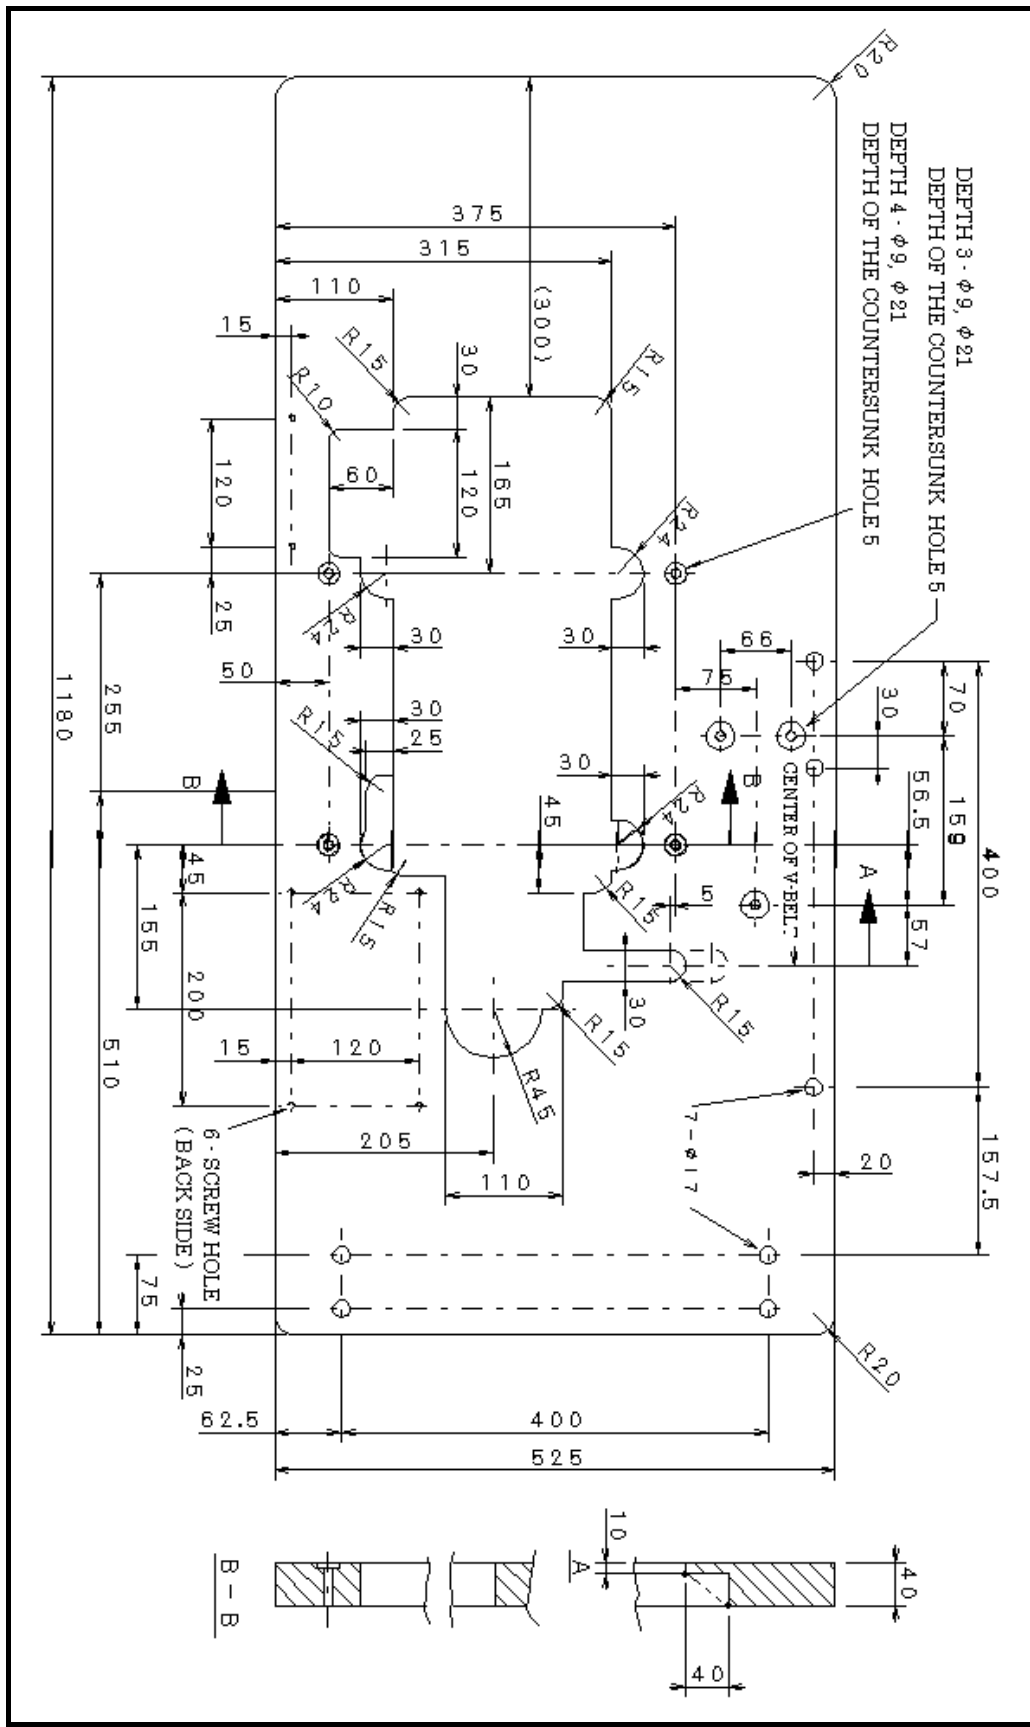 R20
DEPTH 3 - φ9, φ21
DEPTH OF THE COUNTERSUNK HOLE 5
DEPTH 4 - φ9, φ21
DEPTH OF THE COUNTERSUNK HOLE 5
375
315
(300)
110
15
R15
30
R15
R10
165
60
120
120
R24
25
R24
30
30
66
50
75
70
30
1180
255
R15
30
25
30
B
B
CENTER OF V-BELT
45
R24
56.5
158
400
45
R24
R15
R15
5
A
57
155
200
30
R15
R15
510
15
120
R45
6 - SCREW HOLE
(BACK SIDE)
205
110
7-φ17
20
157.5
75
25
R20
62.5
400
525
10
B - B
A
40
40